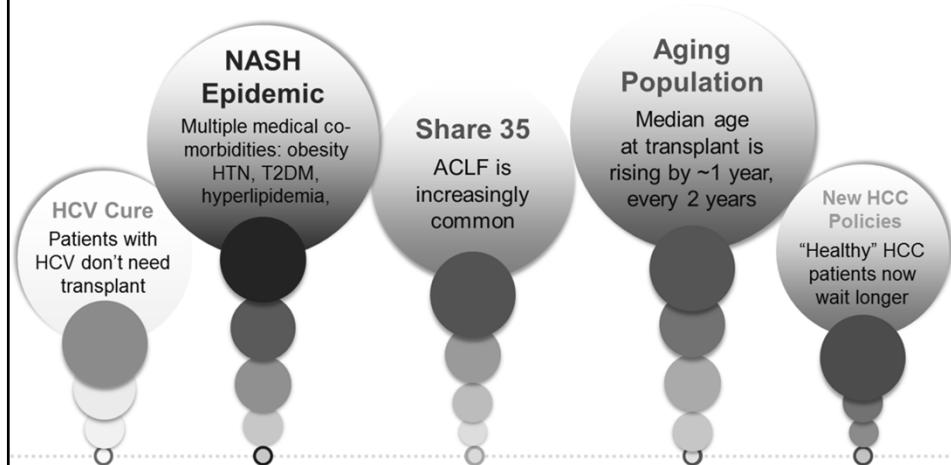 HCV Cure
Patients with
HCV don’t need
transplant
NASH
Epidemic
Multiple medical co-
morbidities: obesity
HTN, T2DM,
hyperlipidemia,
Share 35
ACLF is
increasingly
common
Aging
Population
Median age
at transplant is
rising by ~1 year,
every 2 years
New HCC
Policies
“Healthy” HCC
patients now
wait longer